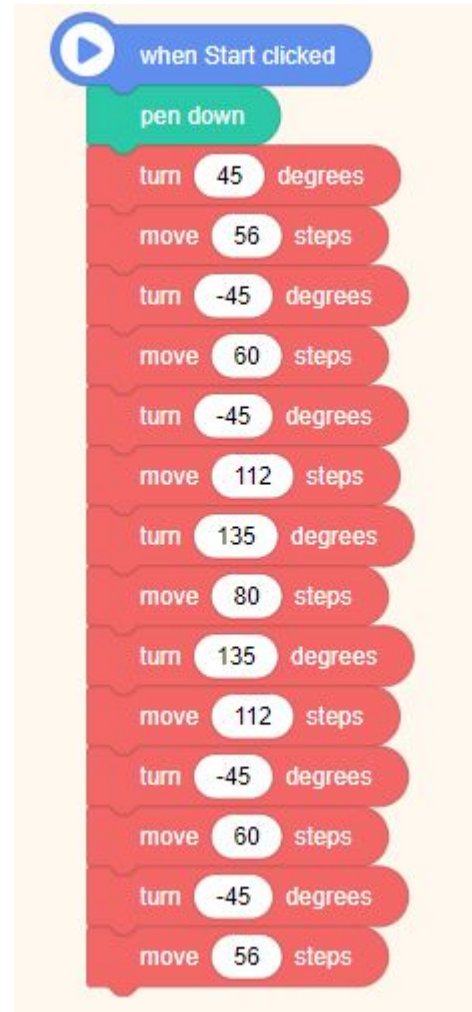 when Start clicked
pen down
turn 45 degrees
move 56 steps
turn -45 degrees
move 60 steps
turn -45 degrees
move 112 steps
turn 135 degrees
move 80 steps
turn 135 degrees
move 112 steps
turn -45 degrees
move 60 steps
turn -45 degrees
move 56 steps